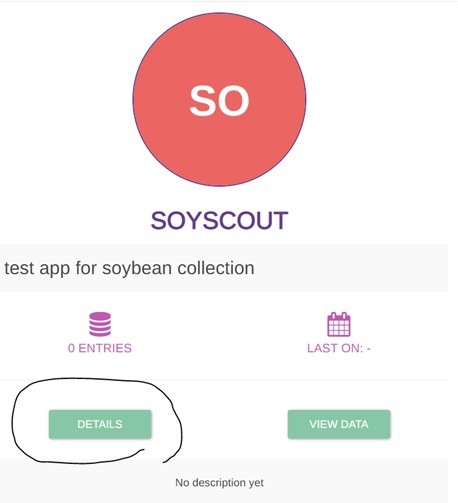 SO
SOYSCOUT
test app for soybean collection
0 ENTRIES
LAST ON: -
DETAILS
VIEW DATA
No description yet